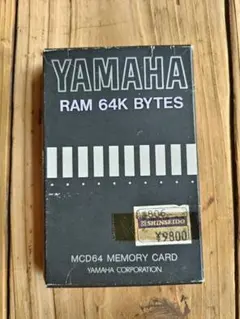 YAMAHA
RAM 64K BYTES
SHINSEIDO
¥9800
MCD64 MEMORY CARD
YAMAHA CORPORATION